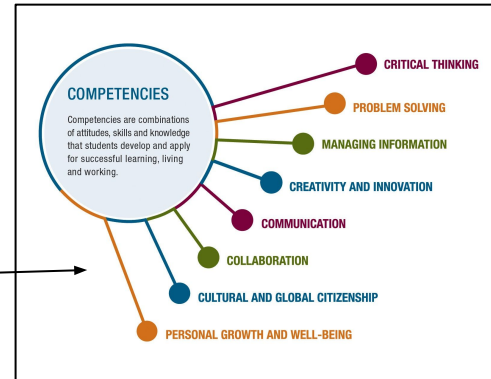 COMPETENCIES
Competencies are combinations
of attitudes, skills and knowledge
that students develop and apply
for successful learning, living
and working.
CRITICAL THINKING
PROBLEM SOLVING
MANAGING INFORMATION
CREATIVITY AND INNOVATION
COMMUNICATION
COLLABORATION
CULTURAL AND GLOBAL CITIZENSHIP
PERSONAL GROWTH AND WELL-BEING